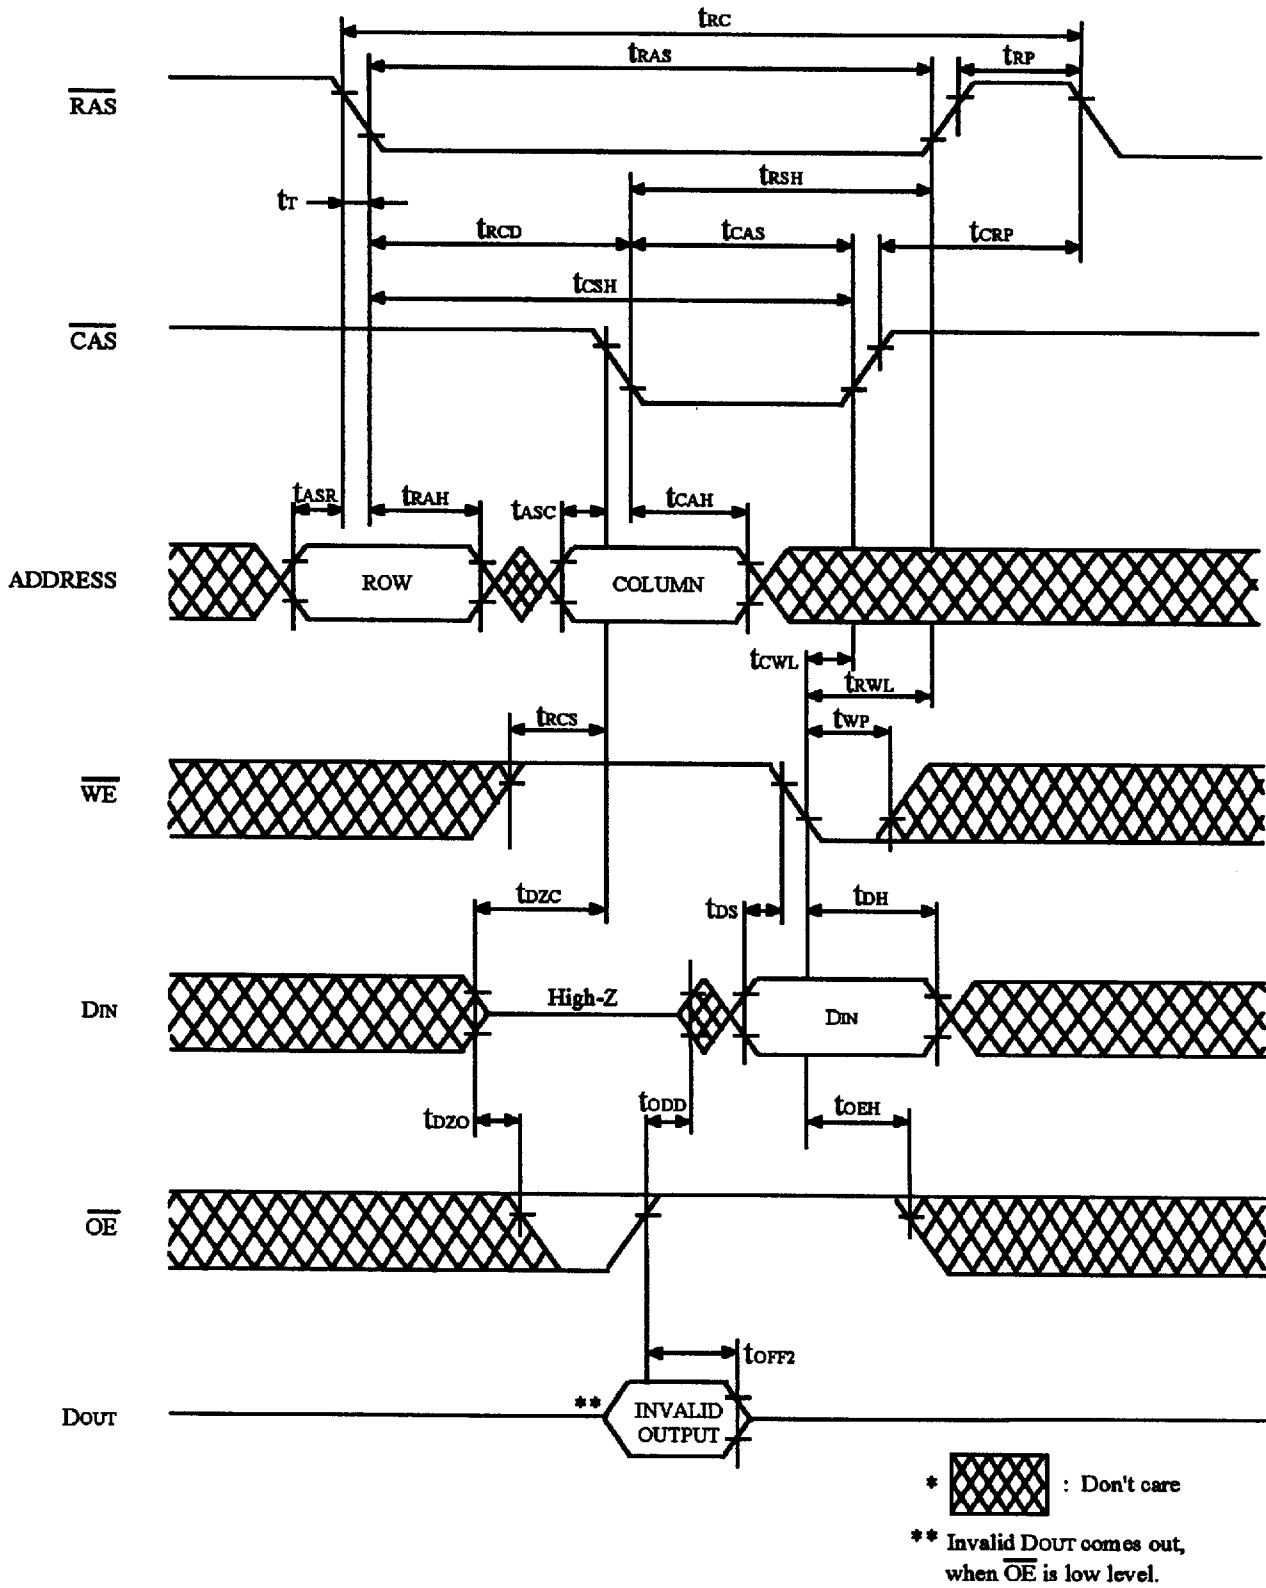 tRC
tRAS
tRP
RAS
tRSH
tT
tRCD
tCAS
tCRP
tCSH
CAS
tASR
tRAH
tASC
tCAH
ADDRESS
ROW
COLUMN
tCWL
tRWL
tRCS
tWP
WE
tDZC
tDS
tDH
High-Z
DIN
DIN
tDZO
tODD
tOEH
OE
tOFF2
**
INVALID
OUTPUT
DOUT
* : Don't care
** Invalid DOUT comes out,
when OE is low level.